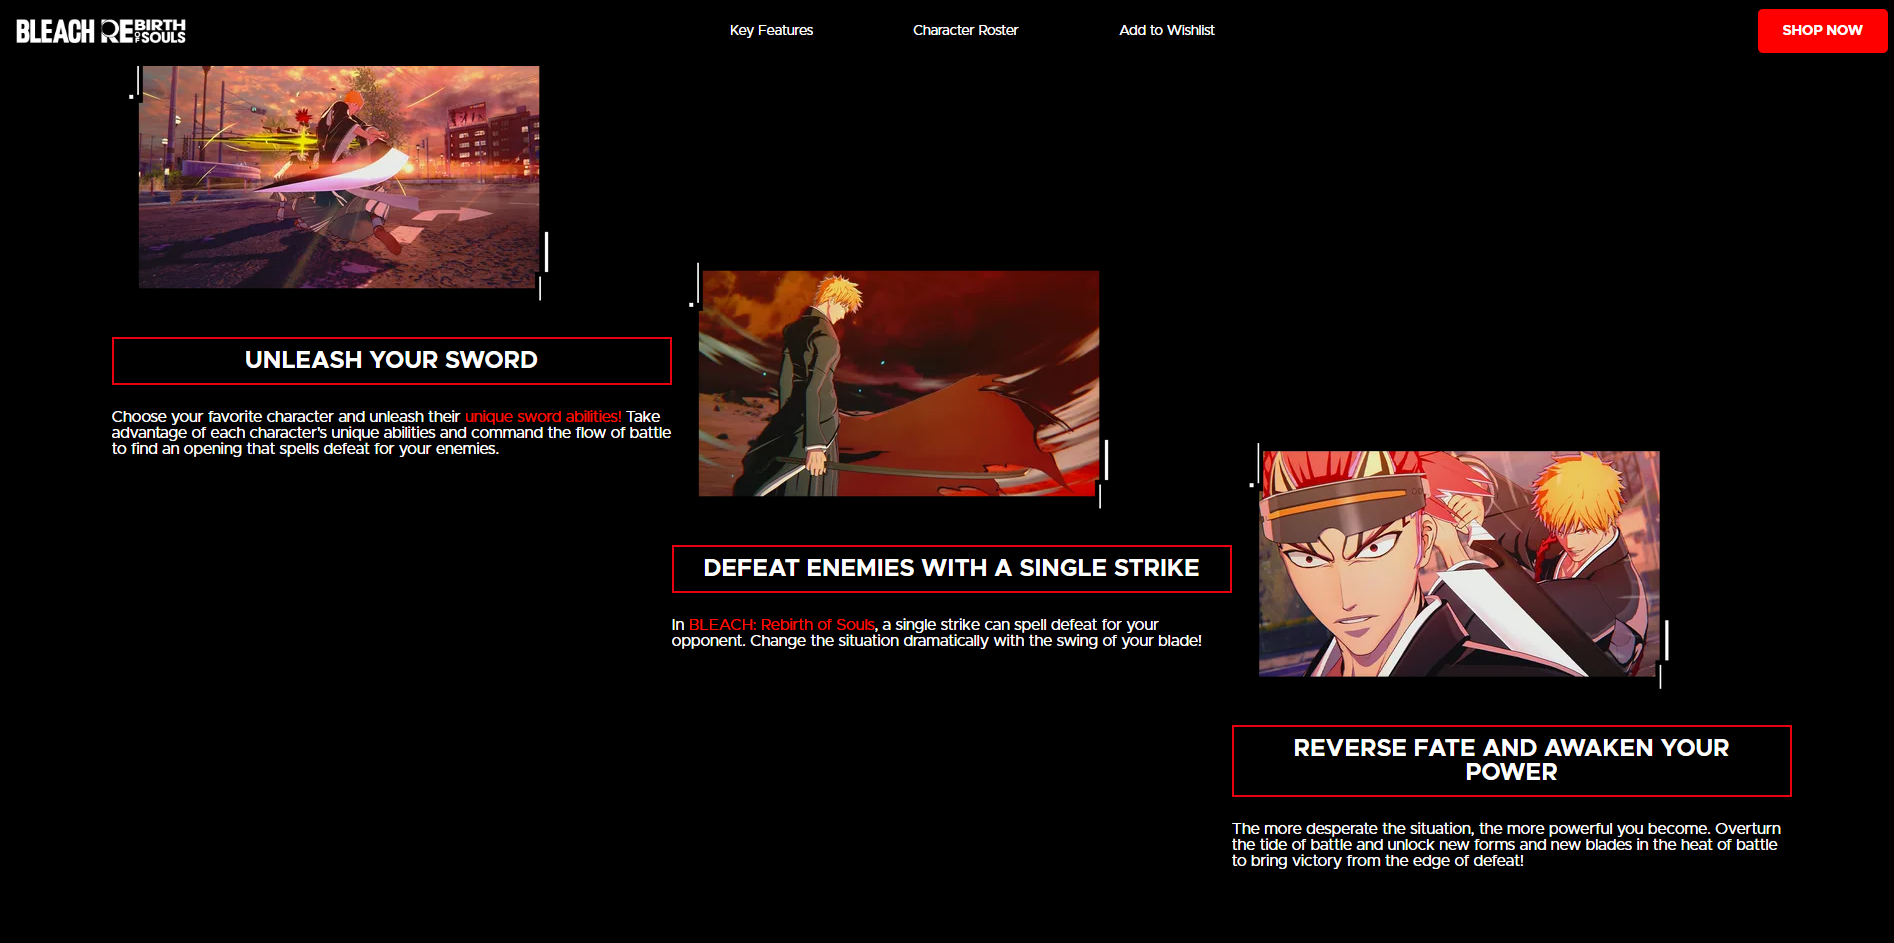 BLEACH REBIRTH OF SOULS
Key Features
Character Roster
Add to Wishlist
SHOP NOW
UNLEASH YOUR SWORD
Choose your favorite character and unleash their unique sword abilities! Take
advantage of each character's unique abilities and command the flow of battle
to find an opening that spells defeat for your enemies.
DEFEAT ENEMIES WITH A SINGLE STRIKE
In BLEACH: Rebirth of Souls, a single strike can spell defeat for your
opponent. Change the situation dramatically with the swing of your blade!
REVERSE FATE AND AWAKEN YOUR
POWER
The more desperate the situation, the more powerful you become. Overturn
the tide of battle and unlock new forms and new blades in the heat of battle
to bring victory from the edge of defeat!